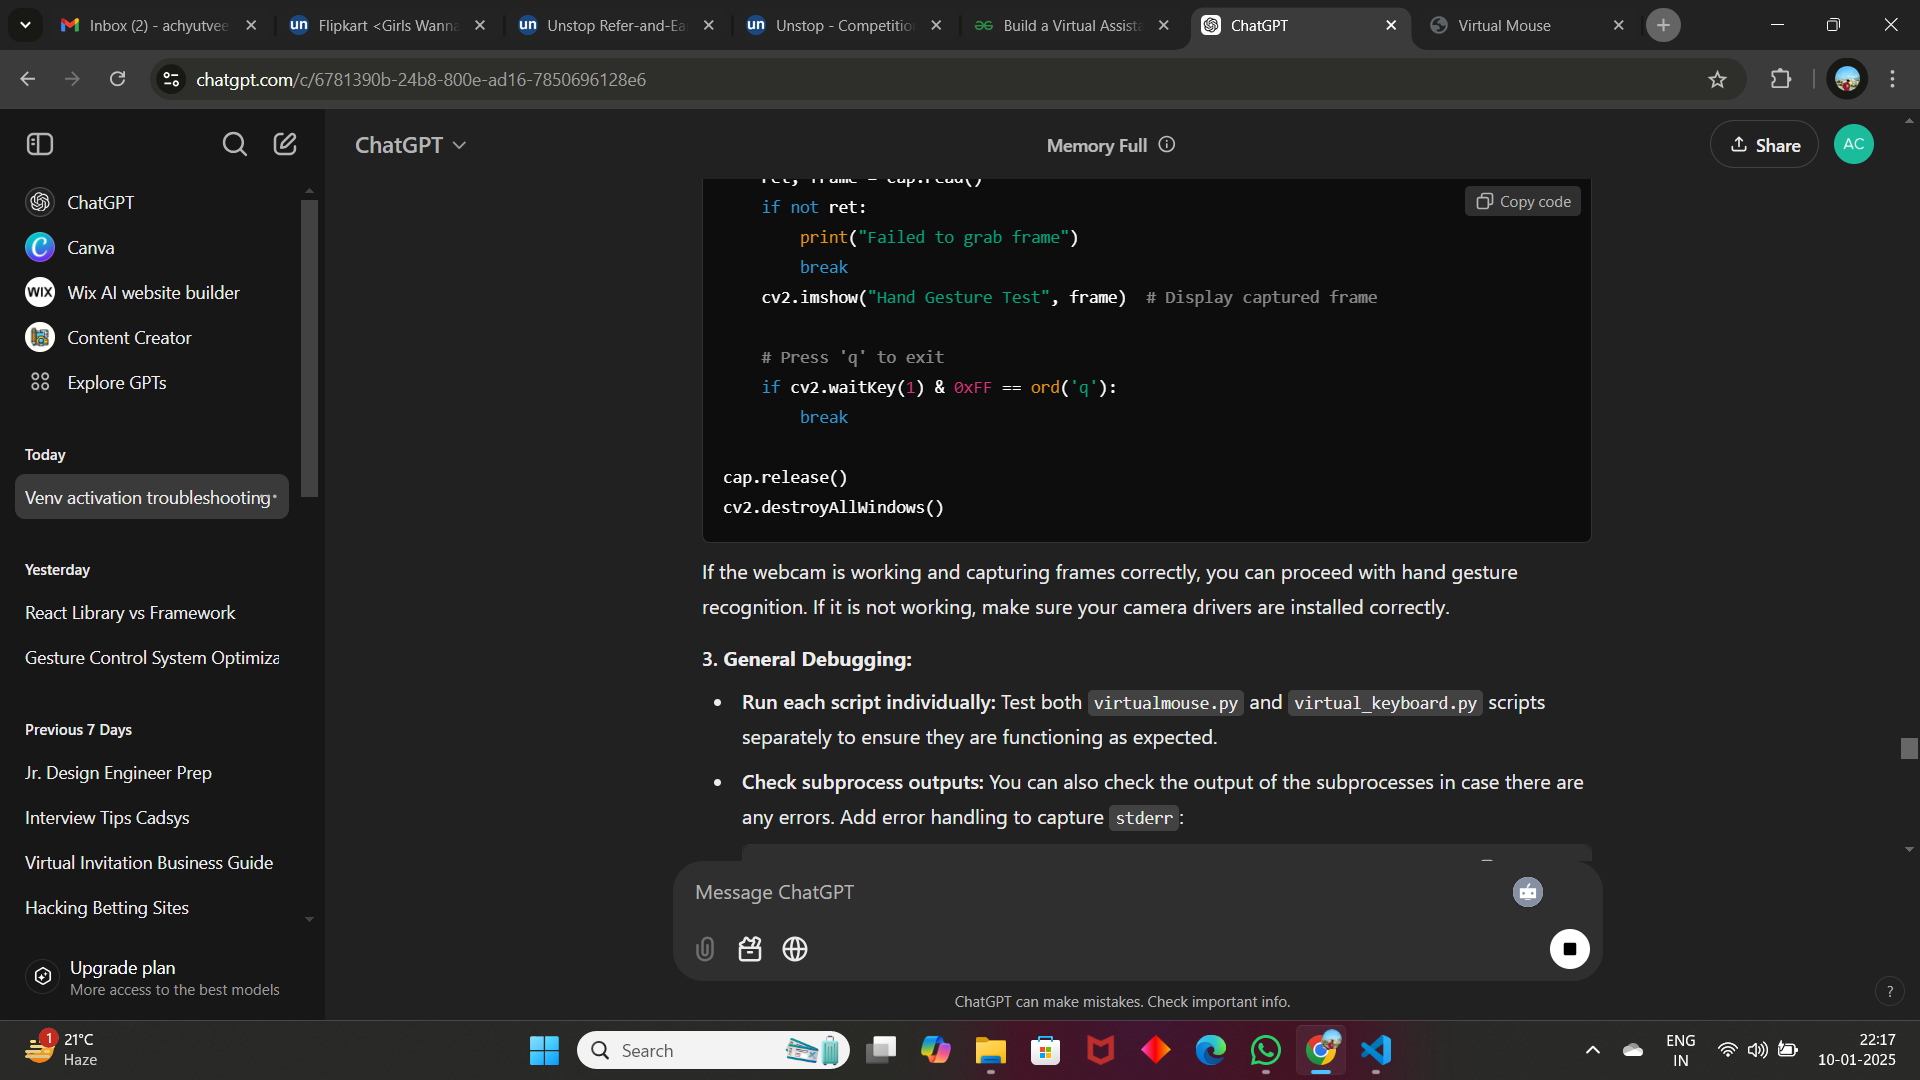 Inbox (2) - achyutvee
Flipkart <Girls Wanna
Unstop Refer-and-Ea
Unstop - Competition
Build a Virtual Assista
ChatGPT
Virtual Mouse
chatgpt.com/c/6781390b-24b8-800e-ad16-7850696128e6
ChatGPT
Memory Full
Share
AC
ChatGPT
Canva
WIX
Wix AI website builder
Content Creator
Explore GPTs
Today
Venv activation troubleshooting
Yesterday
React Library vs Framework
Gesture Control System Optimiza
Previous 7 Days
Jr. Design Engineer Prep
Interview Tips Cadsys
Virtual Invitation Business Guide
Hacking Betting Sites
Upgrade plan
More access to the best models
ret, frame = cap.read()
Copy code
if not ret:
print("Failed to grab frame")
break
cv2.imshow("Hand Gesture Test", frame)  # Display captured frame
# Press 'q' to exit
if cv2.waitKey(1) & 0xFF == ord('q'):
break
cap.release()
cv2.destroyAllWindows()
If the webcam is working and capturing frames correctly, you can proceed with hand gesture
recognition. If it is not working, make sure your camera drivers are installed correctly.
3. General Debugging:
• Run each script individually: Test both virtualmouse.py and virtual_keyboard.py scripts
separately to ensure they are functioning as expected.
• Check subprocess outputs: You can also check the output of the subprocesses in case there are
any errors. Add error handling to capture stderr:
Message ChatGPT
ChatGPT can make mistakes. Check important info.
?
1
21°C
Haze
Search
ENG
IN
22:17
10-01-2025